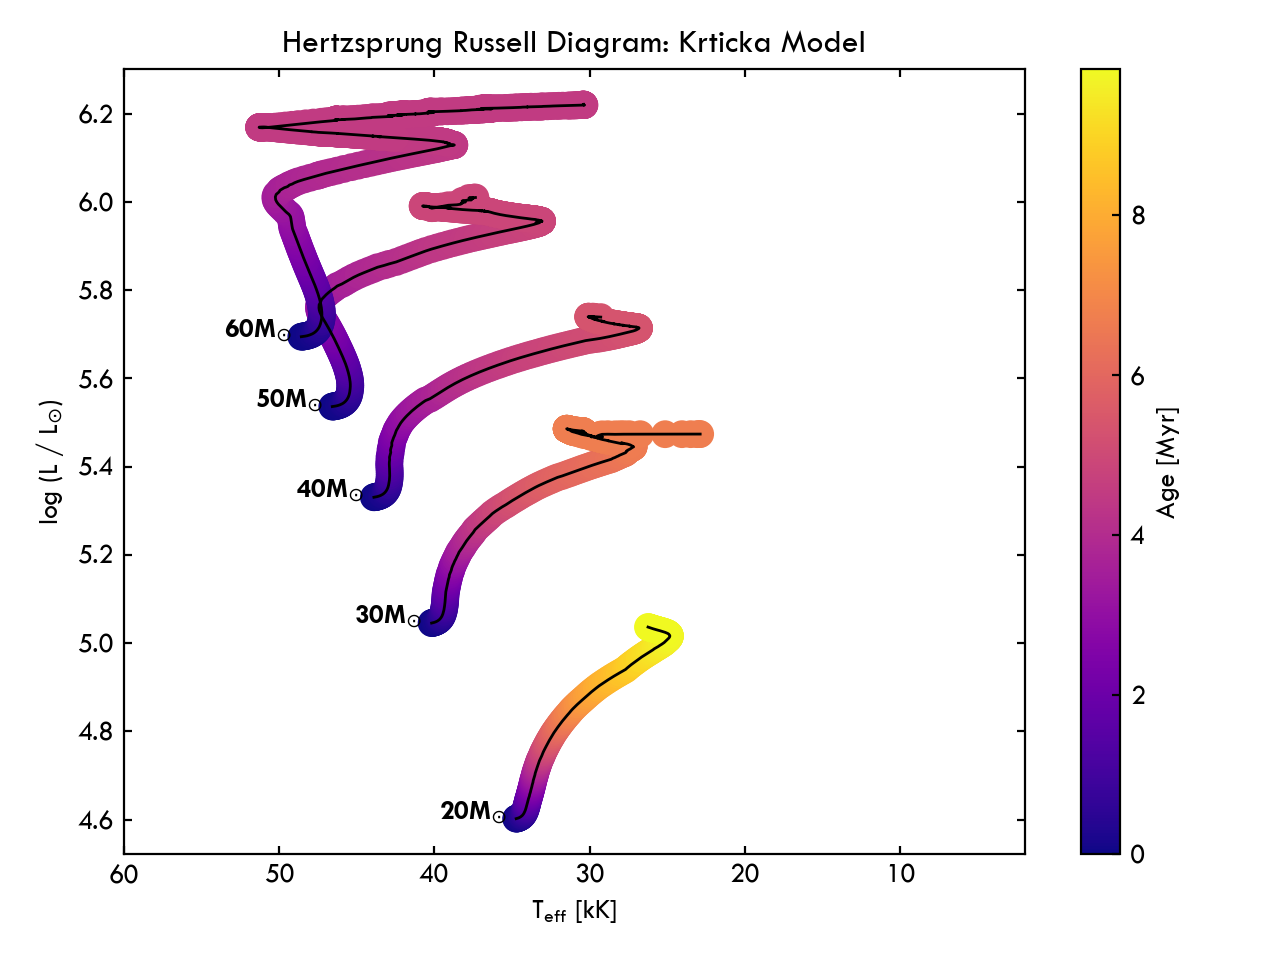 Hertzsprung Russell Diagram: Krticka Model
log (L / L☉)
6.2
6.0
5.8
5.6
5.4
5.2
5.0
4.8
4.6
60M☉
50M☉
40M☉
30M☉
20M☉
60
50
40
30
20
10
T_eff [kK]
8
6
4
2
0
Age [Myr]